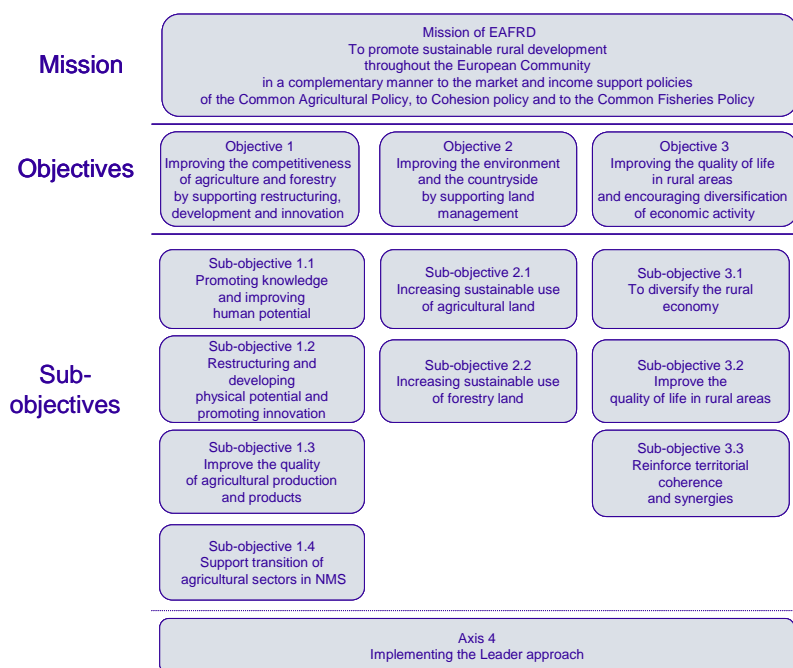 Mission
Mission of EAFRD
To promote sustainable rural development
throughout the European Community
in a complementary manner to the market and income support policies
of the Common Agricultural Policy, to Cohesion policy and to the Common Fisheries Policy
Objectives
Objective 1
Improving the competitiveness
of agriculture and forestry
by supporting restructuring,
development and innovation
Objective 2
Improving the environment
and the countryside
by supporting land
management
Objective 3
Improving the quality of life
in rural areas
and encouraging diversification
of economic activity
Sub-
objectives
Sub-objective 1.1
Promoting knowledge
and improving
human potential
Sub-objective 2.1
Increasing sustainable use
of agricultural land
Sub-objective 3.1
To diversify the rural
economy
Sub-objective 1.2
Restructuring and
developing
physical potential and
promoting innovation
Sub-objective 2.2
Increasing sustainable use
of forestry land
Sub-objective 3.2
Improve the
quality of life in rural areas
Sub-objective 1.3
Improve the quality
of agricultural production
and products
Sub-objective 3.3
Reinforce territorial
coherence
and synergies
Sub-objective 1.4
Support transition of
agricultural sectors in NMS
Axis 4
Implementing the Leader approach